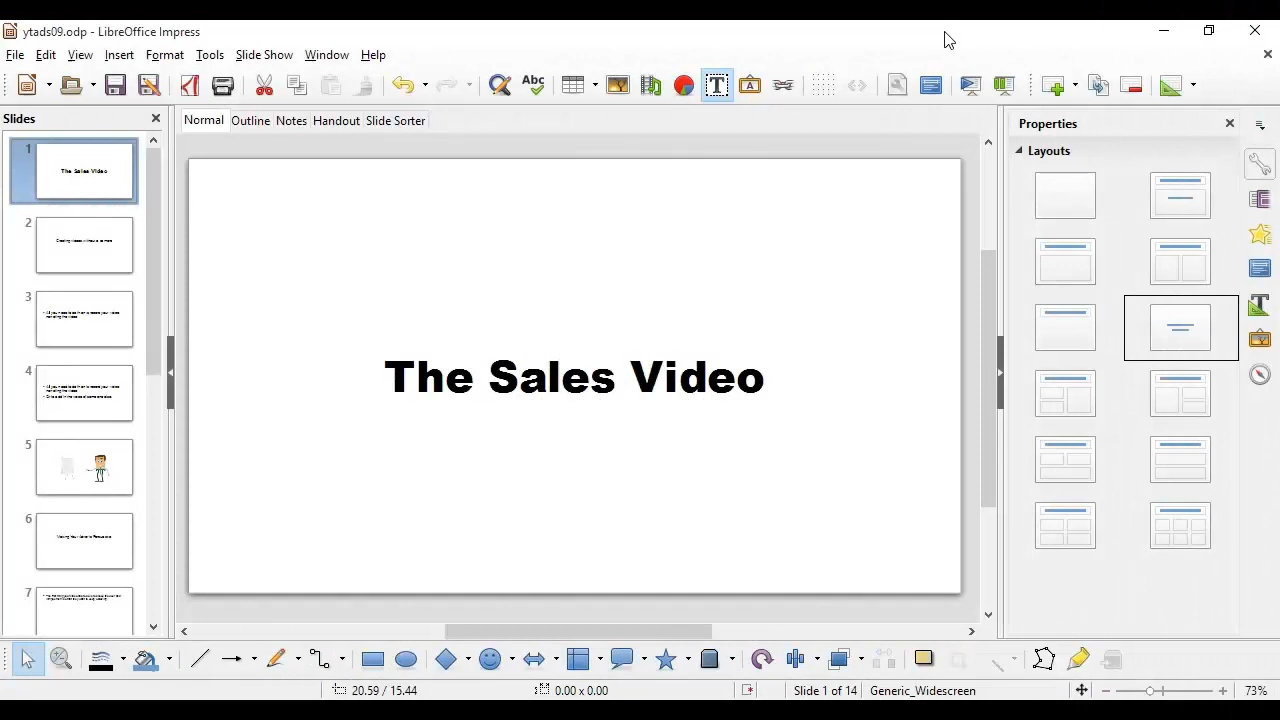 ytads09.odp - LibreOffice Impress
File Edit View Insert Format Tools Slide Show Window Help
Abc
Slides
Normal Outline Notes Handout Slide Sorter
Properties
Layouts
1
The Sales Video
2
3
4
5
6
7
The Sales Video
20.59 / 15.44
0.00 x 0.00
Slide 1 of 14
Generic_Widescreen
73%